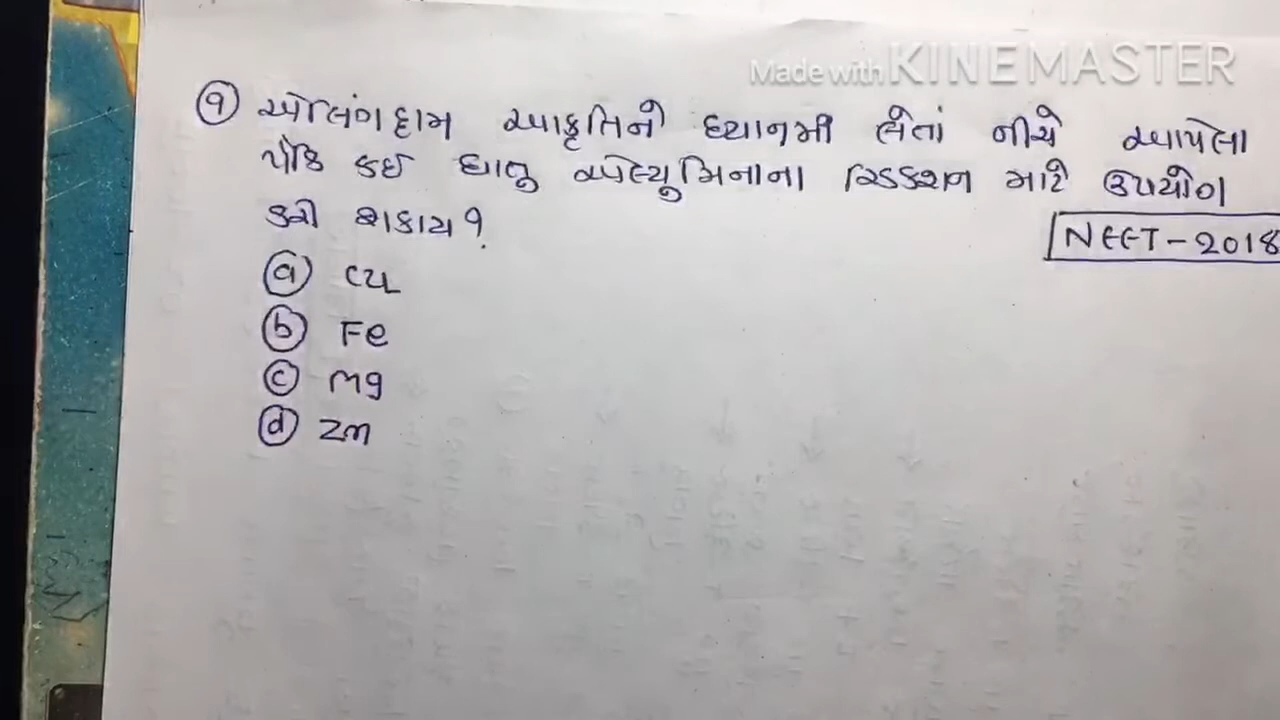 Made with KINEMASTER
૧ એલિંગહામ આકૃતિને ધ્યાનમાં લેતાં નીચે આપેલા
પૈકિ કઈ ધાતુ એલ્યુમિનાના રિડક્શન માટે ઉપયોગ
કરી શકાય ?
NEET-2018
a Cu
b Fe
c Mg
d Zn